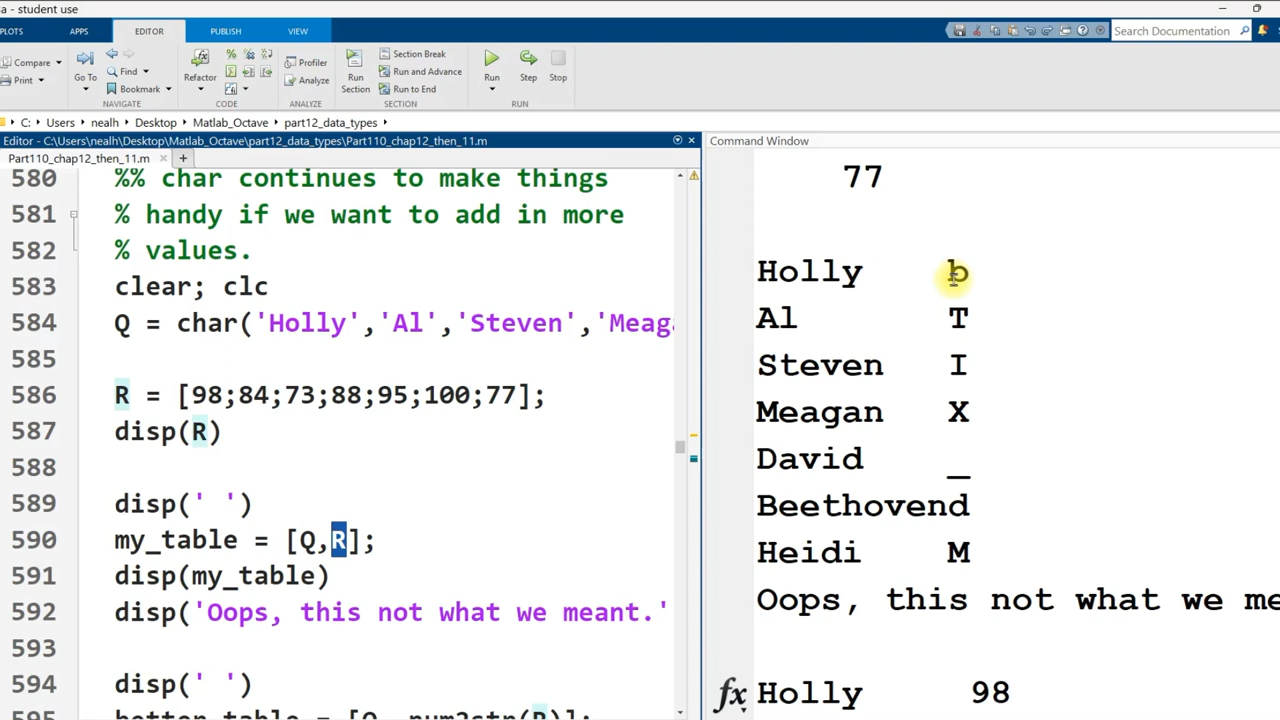 sa - student use
PLOTS APPS EDITOR PUBLISH VIEW
Search Documentation
Compare
Print
Go To
Find
Bookmark
NAVIGATE
Refactor
CODE
Profiler
Analyze
ANALYZE
Run Section
Section Break
Run and Advance
Run to End
SECTION
Run
Step
Stop
RUN
C: Users nealh Desktop Matlab_Octave part12_data_types
Editor - C:\Users\nealh\Desktop\Matlab_Octave\part12_data_types\Part110_chap12_then_11.m
Part110_chap12_then_11.m +
580 %% char continues to make things
581 % handy if we want to add in more
582 % values.
583 clear; clc
584 Q = char('Holly','Al','Steven','Meaga
585
586 R = [98;84;73;88;95;100;77];
587 disp(R)
588
589 disp(' ')
590 my_table = [Q,R];
591 disp(my_table)
592 disp('Oops, this not what we meant.'
593
594 disp(' ')
595 better_table = [Q, num2str(R)];
Command Window
77
Holly b
Al T
Steven I
Meagan X
David _
Beethovend
Heidi M
Oops, this not what we me
fx Holly 98